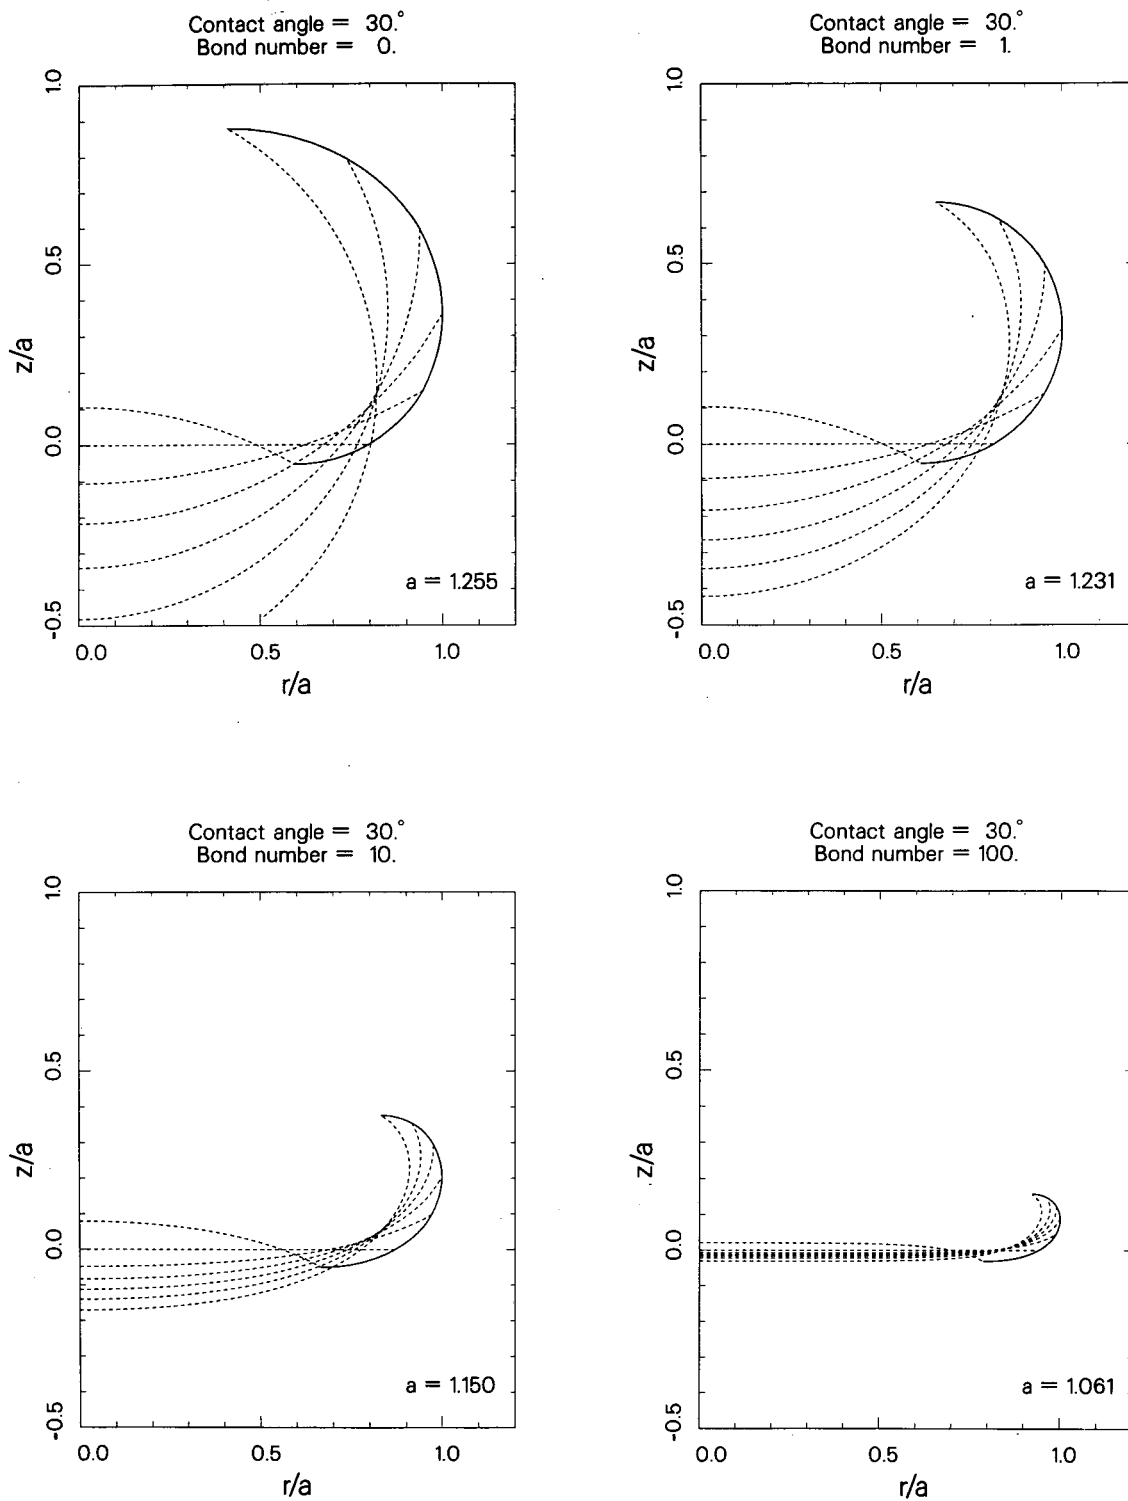 Contact angle = 30.°
Bond number = 0.
1.0
0.5
0.0
-0.5
z/a
a = 1.255
0.0 0.5 1.0
r/a
Contact angle = 30.°
Bond number = 1.
1.0
0.5
0.0
-0.5
z/a
a = 1.231
0.0 0.5 1.0
r/a
Contact angle = 30.°
Bond number = 10.
1.0
0.5
0.0
-0.5
z/a
a = 1.150
0.0 0.5 1.0
r/a
Contact angle = 30.°
Bond number = 100.
1.0
0.5
0.0
-0.5
z/a
a = 1.061
0.0 0.5 1.0
r/a